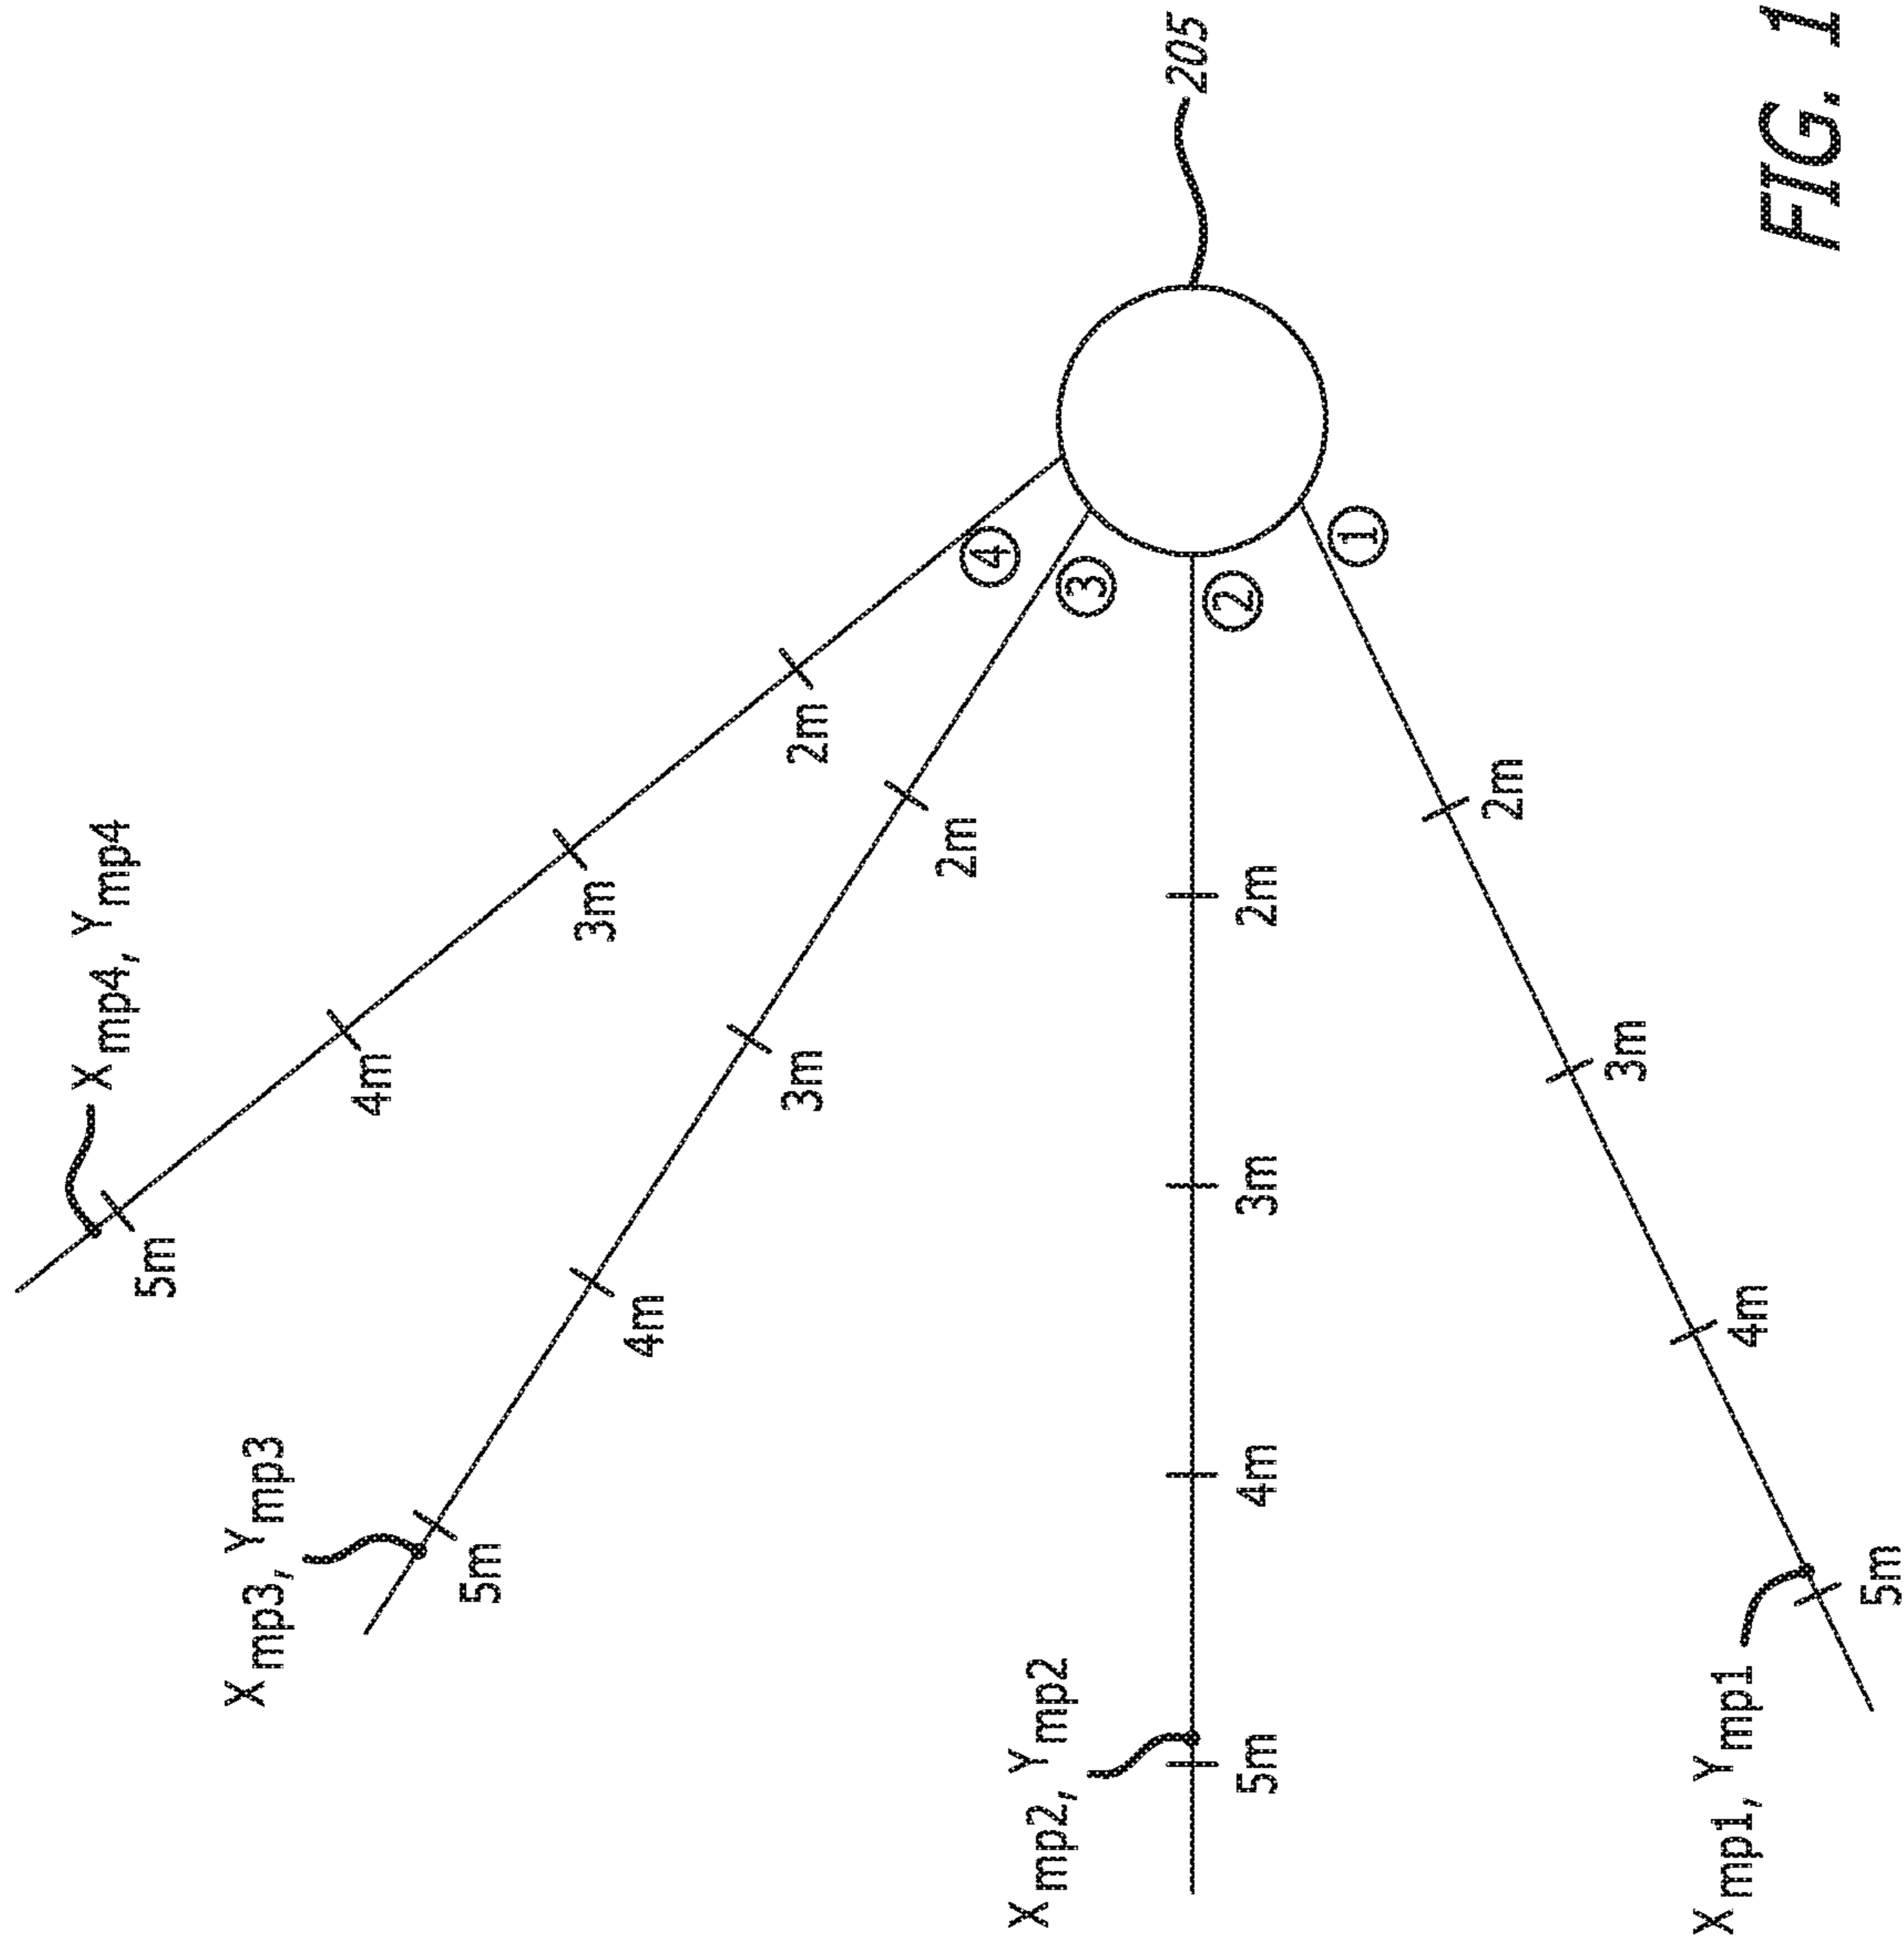 X mp4, Y mp4
5m
X mp3, Y mp3
4m
5m
3m
4m
3m
2m
2m
④
X mp2, Y mp2
③
205
②
5m
4m
3m
2m
①
2m
3m
X mp1, Y mp1
4m
FIG. 1
5m